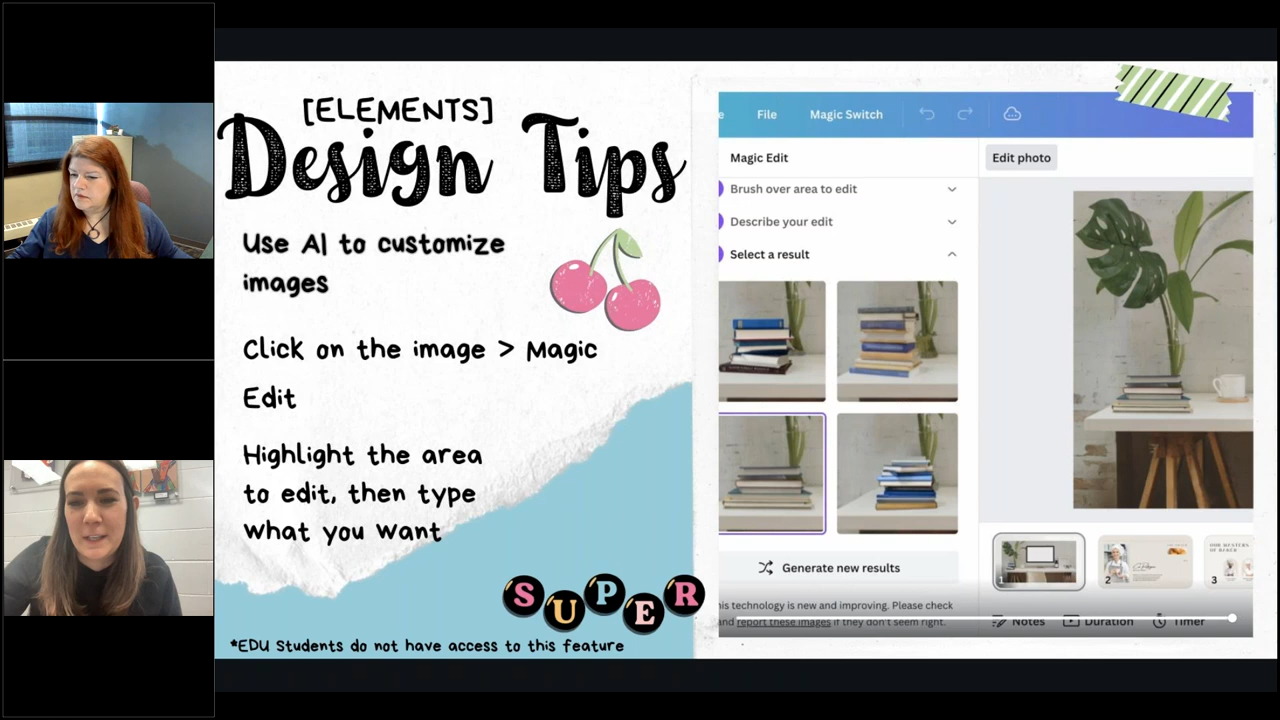 [ELEMENTS]
Design Tips
Use AI to customize
images
Click on the image > Magic
Edit
Highlight the area
to edit, then type
what you want
SUPER
*EDU Students do not have access to this feature
e File Magic Switch
Magic Edit
Edit photo
Brush over area to edit
Describe your edit
Select a result
Generate new results
his technology is new and improving. Please check
and report these images if they don't seem right.
1
2
3
Notes Duration Timer